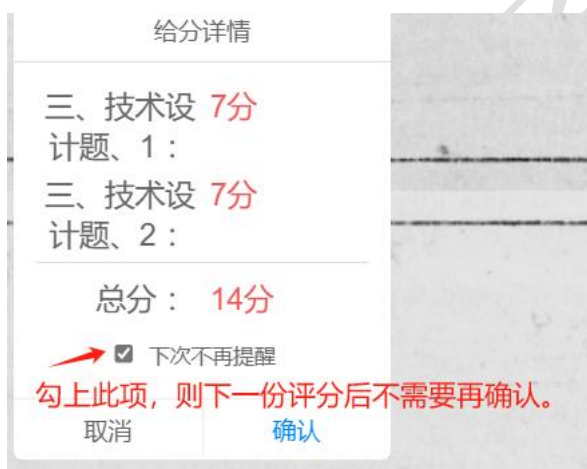 给分详情
三、技术设 7分
计题、1：
三、技术设 7分
计题、2：
总分： 14分
下次不再提醒
勾上此项，则下一份评分后不需要再确认。
取消 确认